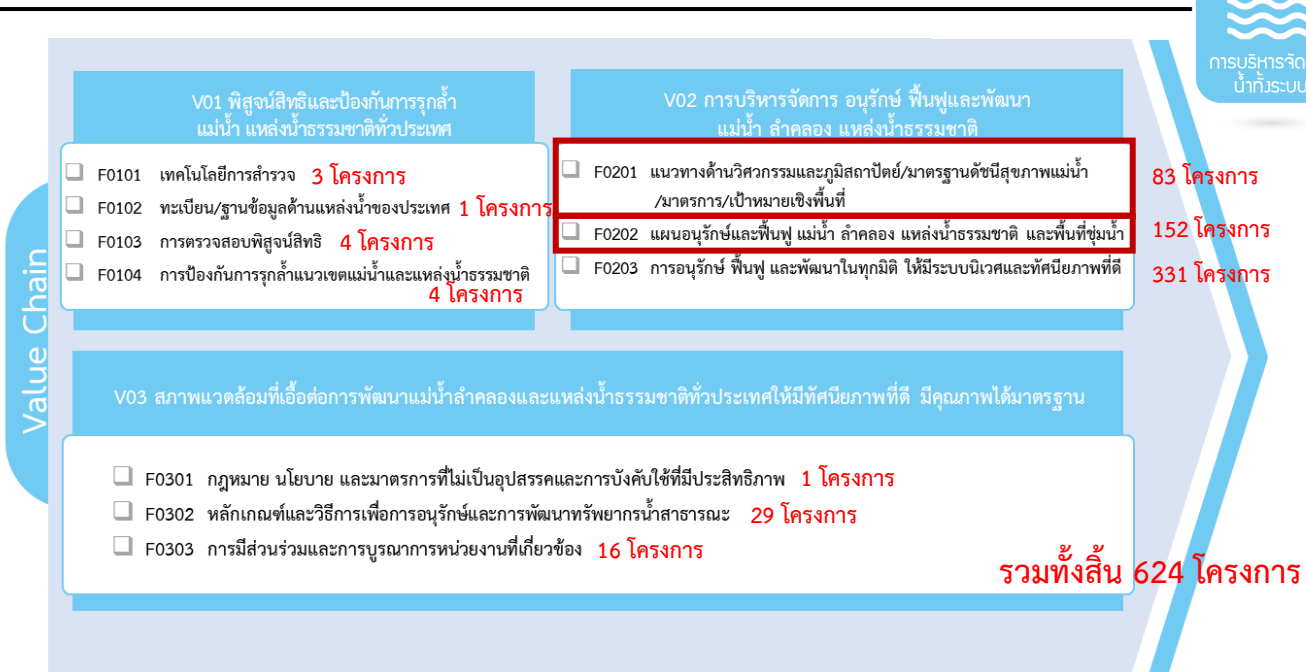 การบริหารจัด
น้ำทั้งระบบ
Value Chain
V01 พิสูจน์สิทธิและป้องกันการรุกล้ำ
แม่น้ำ แหล่งน้ำธรรมชาติทั่วประเทศ
F0101 เทคโนโลยีการสำรวจ 3 โครงการ
F0102 ทะเบียน/ฐานข้อมูลด้านแหล่งน้ำของประเทศ 1 โครงการ
F0103 การตรวจสอบพิสูจน์สิทธิ 4 โครงการ
F0104 การป้องกันการรุกล้ำแนวเขตแม่น้ำและแหล่งน้ำธรรมชาติ
4 โครงการ
V02 การบริหารจัดการ อนุรักษ์ ฟื้นฟูและพัฒนา
แม่น้ำ ลำคลอง แหล่งน้ำธรรมชาติ
F0201 แนวทางด้านวิศวกรรมและภูมิสถาปัตย์/มาตรฐานดัชนีสุขภาพแม่น้ำ
/มาตรการ/เป้าหมายเชิงพื้นที่
83 โครงการ
F0202 แผนอนุรักษ์และฟื้นฟู แม่น้ำ ลำคลอง แหล่งน้ำธรรมชาติ และพื้นที่ชุ่มน้ำ 152 โครงการ
F0203 การอนุรักษ์ ฟื้นฟู และพัฒนาในทุกมิติ ให้มีระบบนิเวศและทัศนียภาพที่ดี 331 โครงการ
V03 สภาพแวดล้อมที่เอื้อต่อการพัฒนาแม่น้ำลำคลองและแหล่งน้ำธรรมชาติทั่วประเทศให้มีทัศนียภาพที่ดี มีคุณภาพได้มาตรฐาน
F0301 กฎหมาย นโยบาย และมาตรการที่ไม่เป็นอุปสรรคและการบังคับใช้ที่มีประสิทธิภาพ 1 โครงการ
F0302 หลักเกณฑ์และวิธีการเพื่อการอนุรักษ์และการพัฒนาทรัพยากรน้ำสาธารณะ 29 โครงการ
F0303 การมีส่วนร่วมและการบูรณาการหน่วยงานที่เกี่ยวข้อง 16 โครงการ
รวมทั้งสิ้น 624 โครงการ